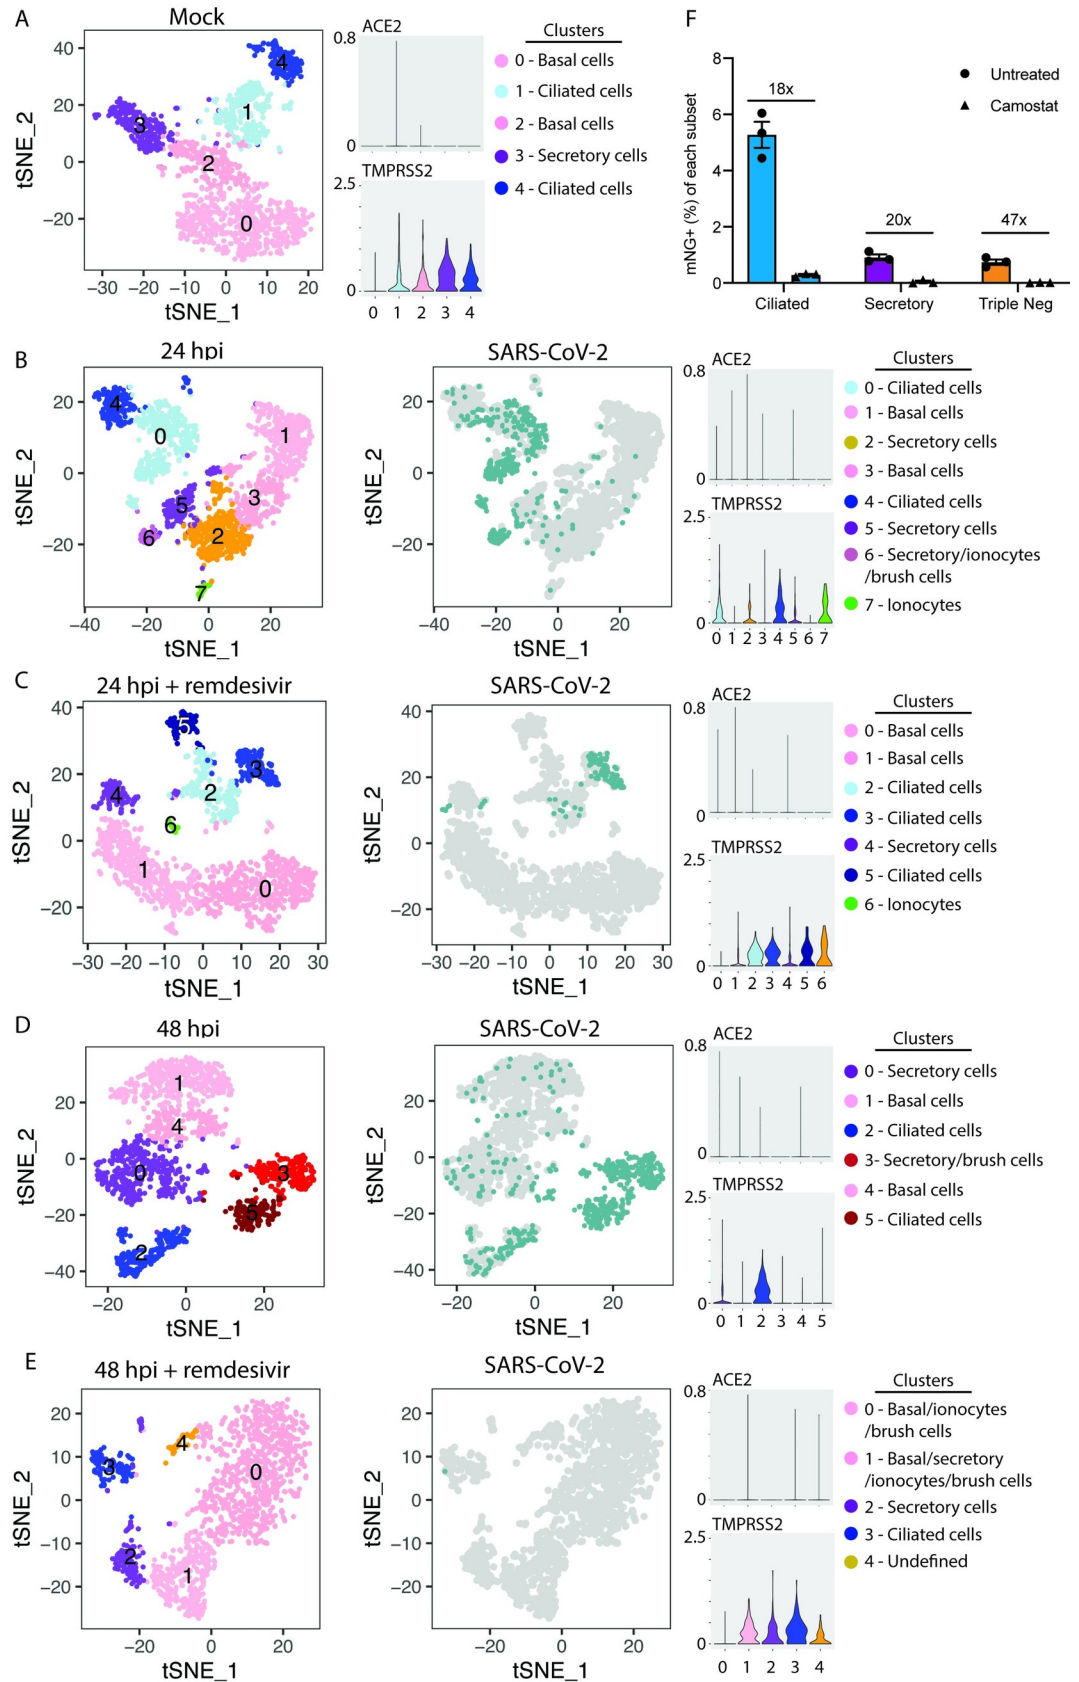 A
Mock
40
20
0
−20
tSNE_2
−30 −20 −10 0 10 20
tSNE_1
4
1
3
2
0
ACE2
0.8
0
TMPRSS2
2.5
0
0 1 2 3 4
Clusters
0 - Basal cells
1 - Ciliated cells
2 - Basal cells
3 - Secretory cells
4 - Ciliated cells
F
mNG+ (%) of each subset
8
6
4
2
0
18x
20x
47x
Untreated
Camostat
Ciliated Secretory Triple Neg
B
24 hpi
20
0
−20
tSNE_2
−40 −20 0 20
tSNE_1
4
0
1
5
3
6
2
7
SARS-CoV-2
20
0
−20
tSNE_2
−40 −20 0 20
tSNE_1
ACE2
0.8
0
TMPRSS2
2.5
0
0 1 2 3 4 5 6 7
Clusters
0 - Ciliated cells
1 - Basal cells
2 - Secretory cells
3 - Basal cells
4 - Ciliated cells
5 - Secretory cells
6 - Secretory/ionocytes
/brush cells
7 - Ionocytes
C
24 hpi + remdesivir
40
20
0
−20
tSNE_2
−30 −20 −10 0 10 20 30
tSNE_1
5
3
2
4
6
1
0
SARS-CoV-2
40
20
0
−20
tSNE_2
−30 −20 −10 0 10 20 30
tSNE_1
ACE2
0.8
0
TMPRSS2
2.5
0
0 1 2 3 4 5 6
Clusters
0 - Basal cells
1 - Basal cells
2 - Ciliated cells
3 - Ciliated cells
4 - Secretory cells
5 - Ciliated cells
6 - Ionocytes
D
48 hpi
20
0
−20
−40
tSNE_2
−20 0 20
tSNE_1
1
4
0
3
5
2
SARS-CoV-2
20
0
−20
−40
tSNE_2
−20 0 20
tSNE_1
ACE2
0.8
0
TMPRSS2
2.5
0
0 1 2 3 4 5
Clusters
0 - Secretory cells
1 - Basal cells
2 - Ciliated cells
3- Secretory/brush cells
4 - Basal cells
5 - Ciliated cells
E
48 hpi + remdesivir
20
10
0
−10
−20
tSNE_2
−20 0 20
tSNE_1
4
3
0
2
1
SARS-CoV-2
20
10
0
−10
−20
tSNE_2
−20 0 20
tSNE_1
ACE2
0.8
0
TMPRSS2
2.5
0
0 1 2 3 4
Clusters
0 - Basal/ionocytes
/brush cells
1 - Basal/secretory
/ionocytes/brush cells
2 - Secretory cells
3 - Ciliated cells
4 - Undefined